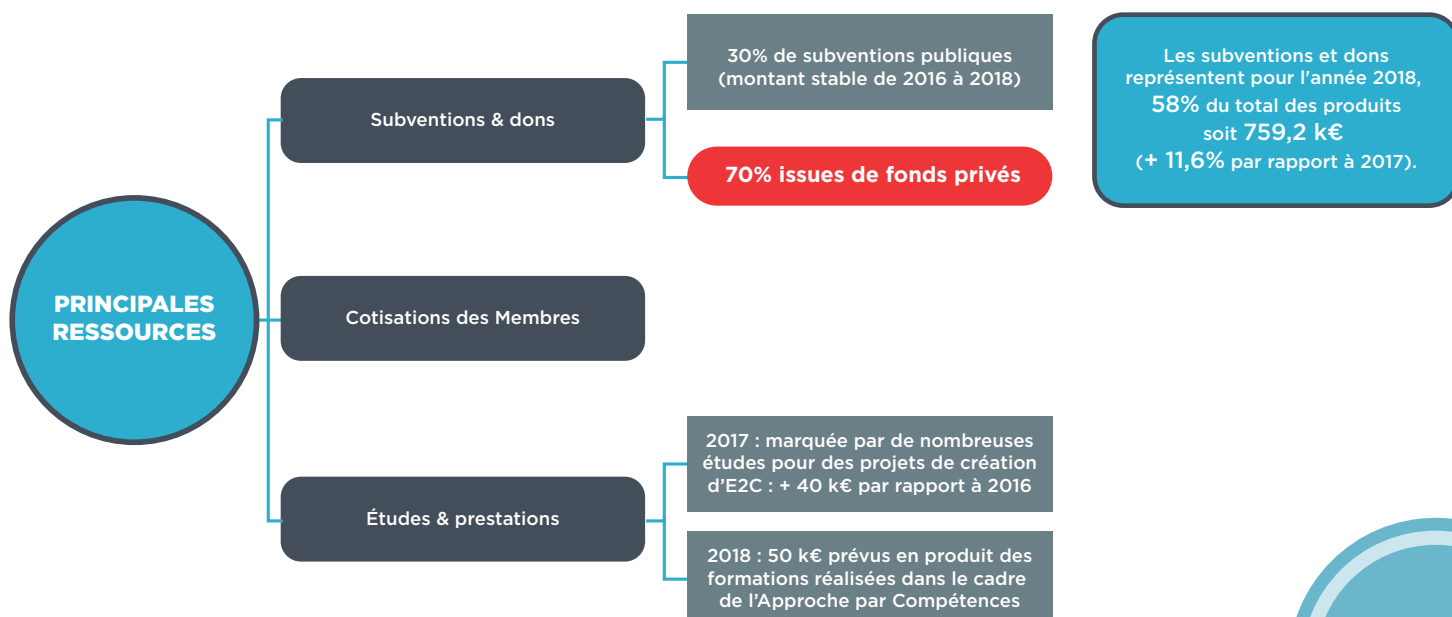 PRINCIPALES
RESSOURCES
Subventions & dons
30% de subventions publiques
(montant stable de 2016 à 2018)
70% issues de fonds privés
Les subventions et dons
représentent pour l'année 2018,
58% du total des produits
soit 759,2 k€
(+ 11,6% par rapport à 2017).
Cotisations des Membres
Études & prestations
2017 : marquée par de nombreuses
études pour des projets de création
d’E2C : + 40 k€ par rapport à 2016
2018 : 50 k€ prévus en produit des
formations réalisées dans le cadre
de l’Approche par Compétences